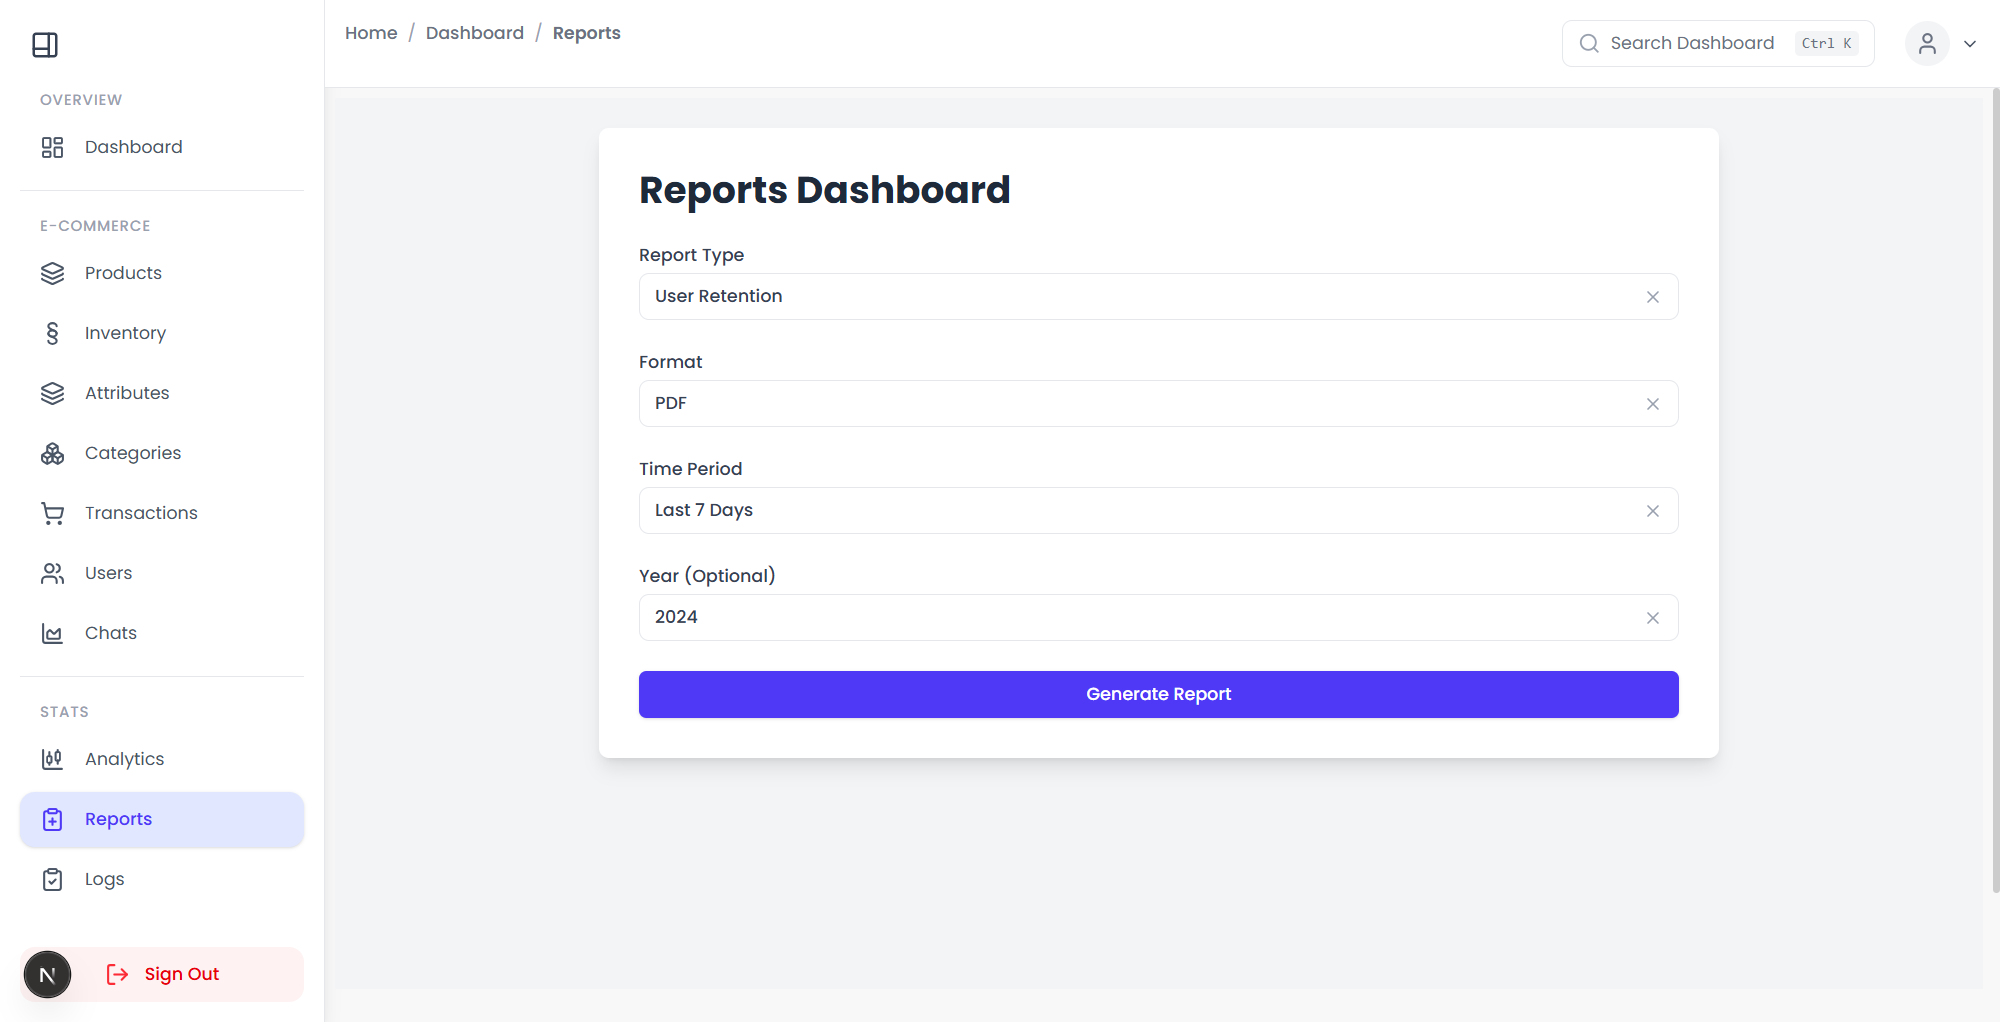 Home / Dashboard / Reports
Search Dashboard Ctrl K
OVERVIEW
Dashboard
E-COMMERCE
Products
Inventory
Attributes
Categories
Transactions
Users
Chats
STATS
Analytics
Reports
Logs
N
Sign Out
Reports Dashboard
Report Type
User Retention
Format
PDF
Time Period
Last 7 Days
Year (Optional)
2024
Generate Report